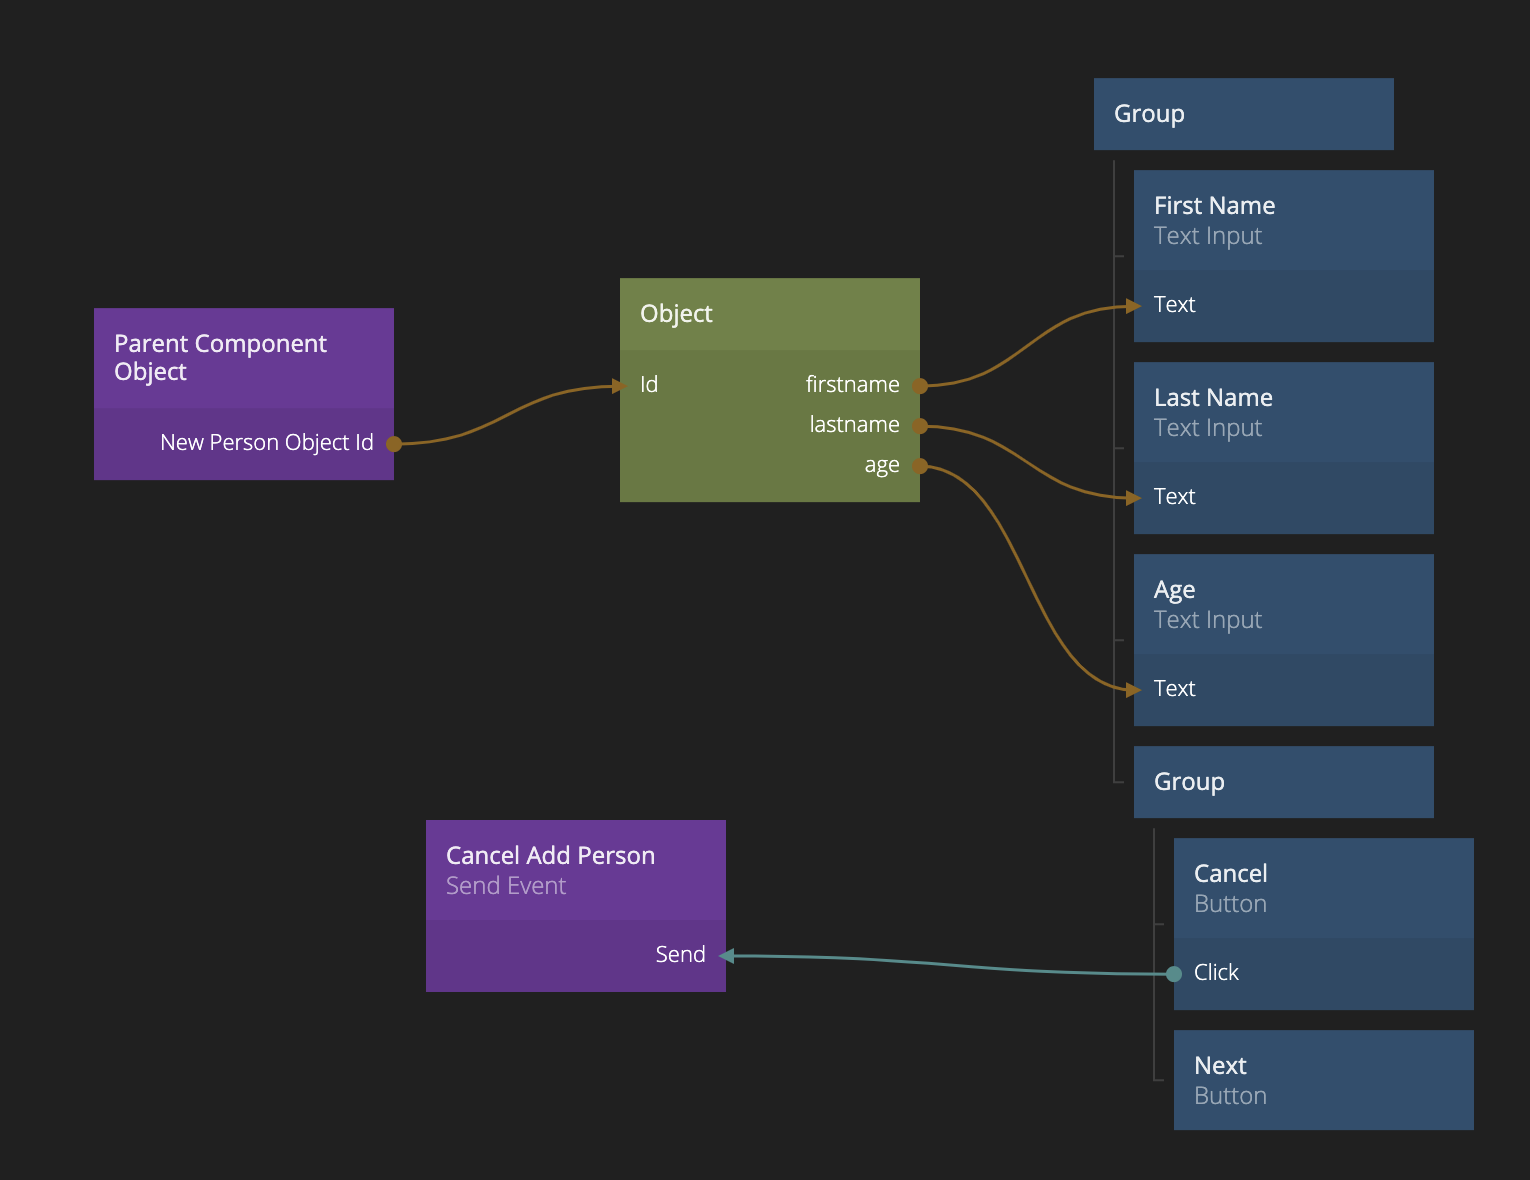 Group
First Name
Text Input
Text
Parent Component
Object
New Person Object Id
Object
Id
firstname
lastname
age
Last Name
Text Input
Text
Age
Text Input
Text
Group
Cancel Add Person
Send Event
Send
Cancel
Button
Click
Next
Button